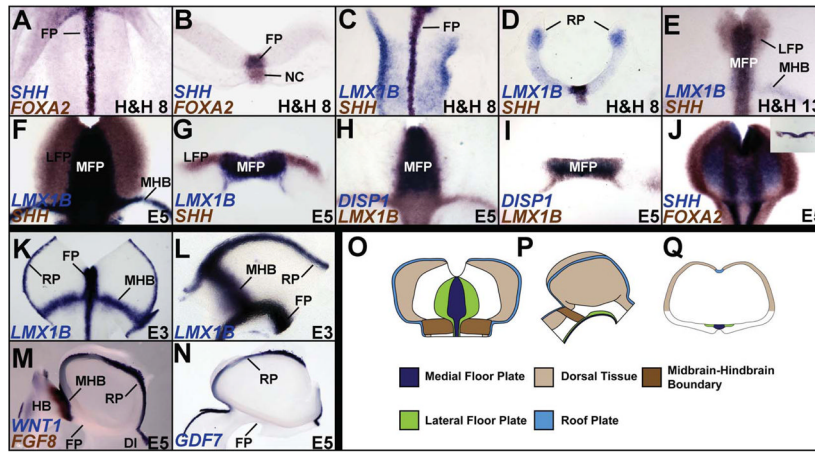 A
FP
SHH
FOXA2
H&H 8
B
FP
NC
SHH
FOXA2
H&H 8
C
FP
LMX1B
SHH
H&H 8
D
RP
LMX1B
SHH
H&H 8
E
LFP
MFP
MHB
LMX1B
SHH
H&H 13
F
LFP
MFP
MHB
LMX1B
SHH
E5
G
LFP
MFP
LMX1B
SHH
E5
H
MFP
DISP1
LMX1B
E5
I
MFP
DISP1
LMX1B
E5
J
SHH
FOXA2
E5
K
FP
RP
MHB
LMX1B
E3
L
MHB
RP
FP
LMX1B
E3
M
MHB
RP
HB
WNT1
FGF8
FP
DI
E5
N
RP
GDF7
FP
E5
O
P
Q
Medial Floor Plate
Dorsal Tissue
Midbrain-Hindbrain
Boundary
Lateral Floor Plate
Roof Plate